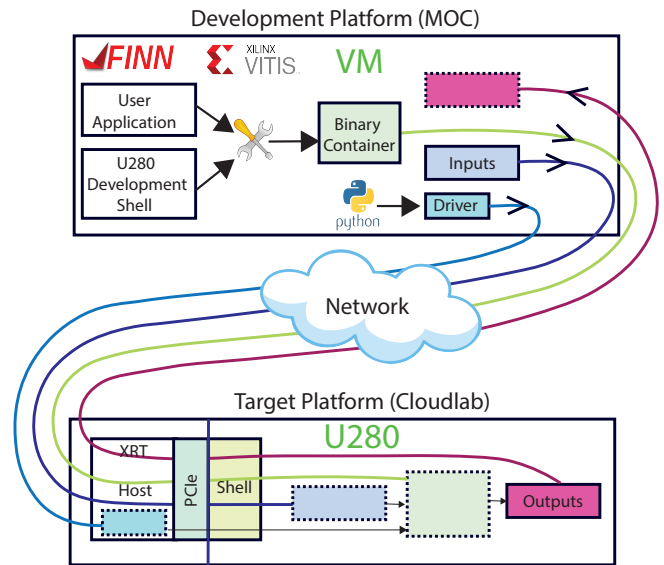 Development Platform (MOC)
FINN
XILINX
VITIS
VM
User
Application
Binary
Container
U280
Development
Shell
Inputs
python
Driver
Network
Target Platform (Cloudlab)
U280
XRT
Host
PCIe
Shell
Outputs